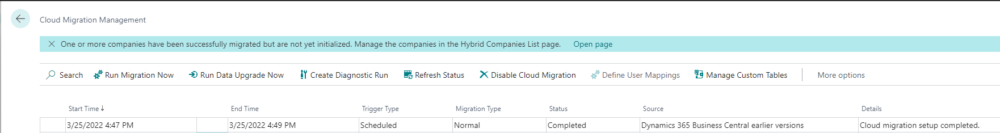 Cloud Migration Management
One or more companies have been successfully migrated but are not yet initialized. Manage the companies in the Hybrid Companies List page. Open page
Search Run Migration Now Run Data Upgrade Now Create Diagnostic Run Refresh Status Disable Cloud Migration Define User Mappings Manage Custom Tables More options
Start Time↓ End Time Trigger Type Migration Type Status Source Details
3/25/2022 4:47 PM 3/25/2022 4:49 PM Scheduled Normal Completed Dynamics 365 Business Central earlier versions Cloud migration setup completed.